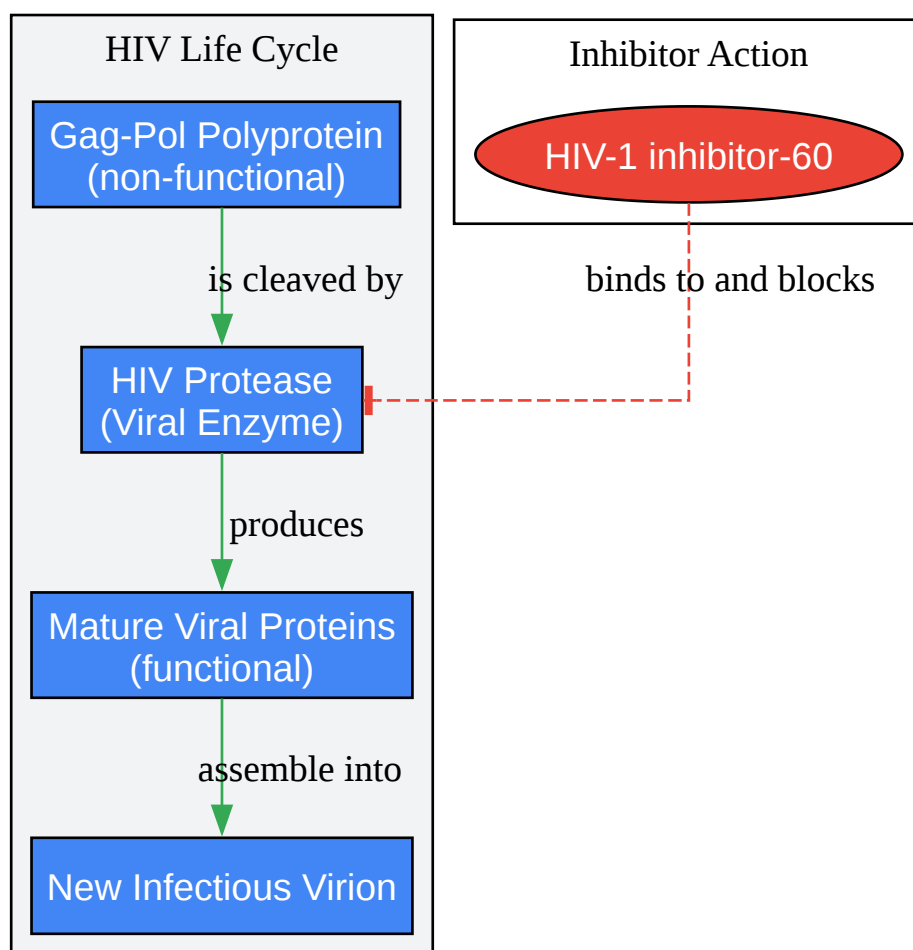 HIV Life Cycle
Gag-Pol Polyprotein
(non-functional)
is cleaved by
HIV Protease
(Viral Enzyme)
produces
Mature Viral Proteins
(functional)
assemble into
New Infectious Virion
Inhibitor Action
HIV-1 inhibitor-60
binds to and blocks